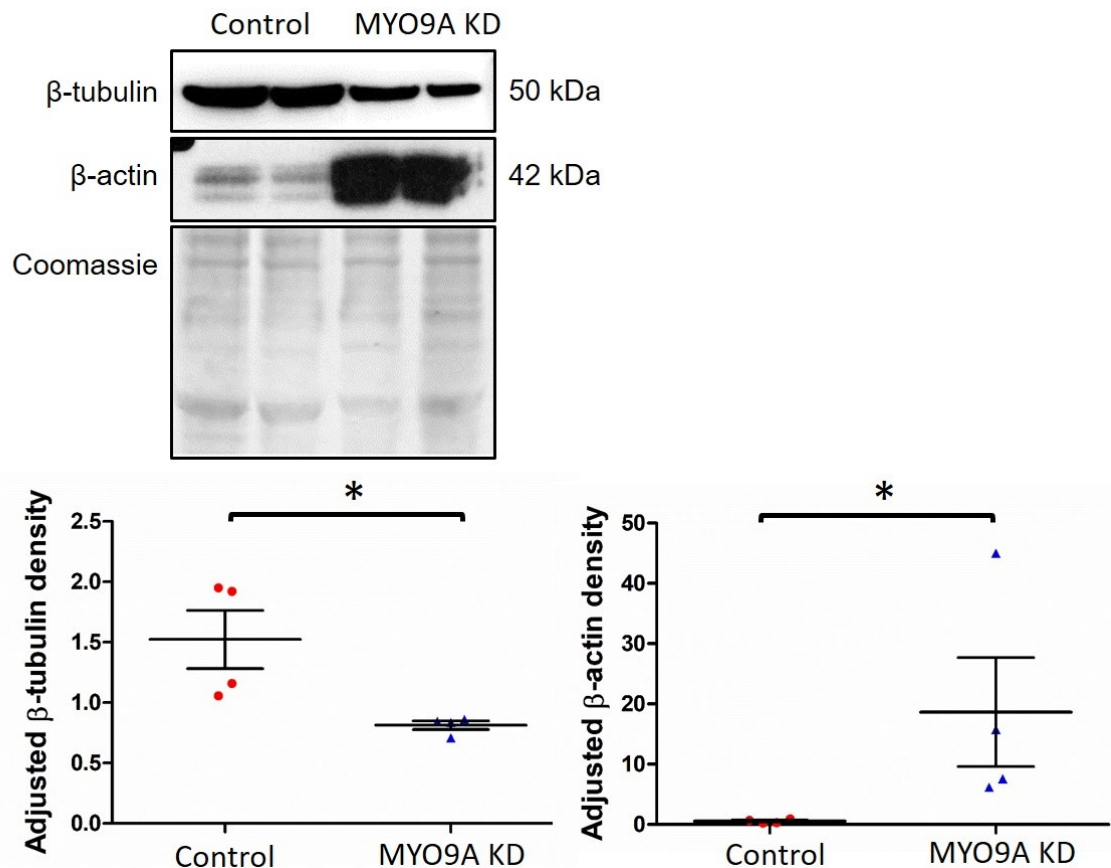 Control MYO9A KD
β-tubulin 50 kDa
β-actin 42 kDa
Coomassie
*
Adjusted β-tubulin density
2.5
2.0
1.5
1.0
0.5
0.0
Control MYO9A KD
*
Adjusted β-actin density
50
40
30
20
10
0
Control MYO9A KD